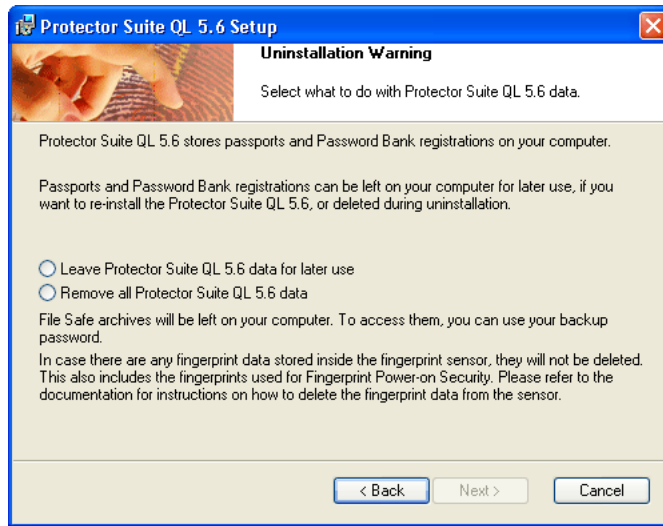 Protector Suite QL 5.6 Setup
Uninstallation Warning
Select what to do with Protector Suite QL 5.6 data.
Protector Suite QL 5.6 stores passports and Password Bank registrations on your computer.
Passports and Password Bank registrations can be left on your computer for later use, if you
want to re-install the Protector Suite QL 5.6, or deleted during uninstallation.
Leave Protector Suite QL 5.6 data for later use
Remove all Protector Suite QL 5.6 data
File Safe archives will be left on your computer. To access them, you can use your backup
password.
In case there are any fingerprint data stored inside the fingerprint sensor, they will not be deleted.
This also includes the fingerprints used for Fingerprint Power-on Security. Please refer to the
documentation for instructions on how to delete the fingerprint data from the sensor.
< Back Next > Cancel